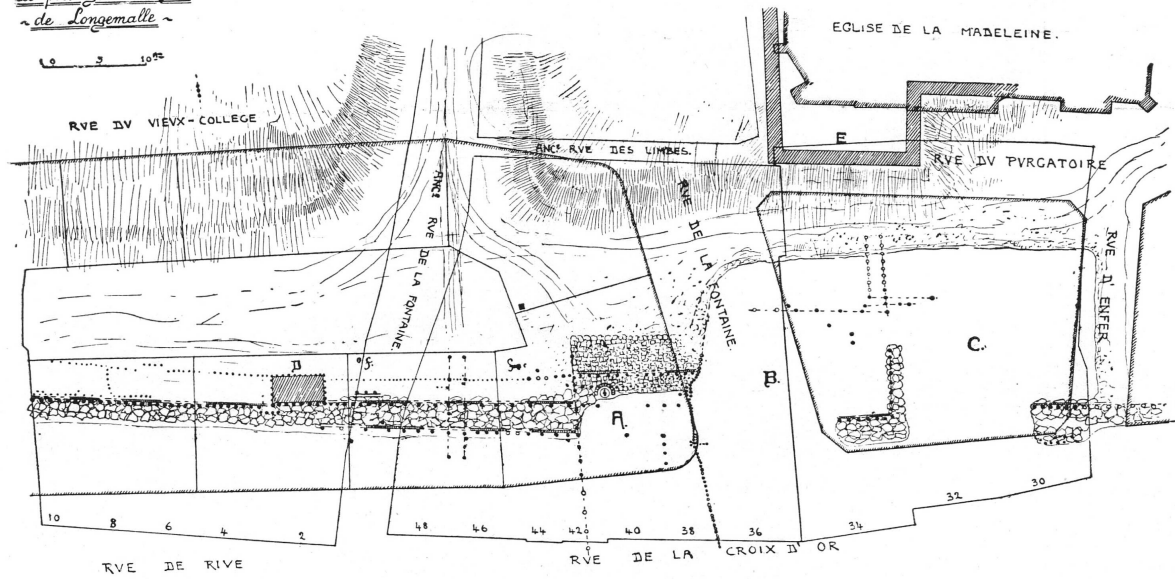 ~ de Longemalle ~
0 5 10 m
EGLISE DE LA MADELEINE.
RVE DV VIEVX-COLLEGE
ANCe RVE DES LIMBES.
E
RVE DV PVRGATOIRE
ANCe RVE DE LA FONTAINE
RVE DE LA FONTAINE.
RVE D'ENFER
D
f.
G
A.
B.
C.
10 8 6 4 2
48 46 44 42 40 38 36 34 32 30
RVE DE RIVE
RVE DE LA CROIX D'OR